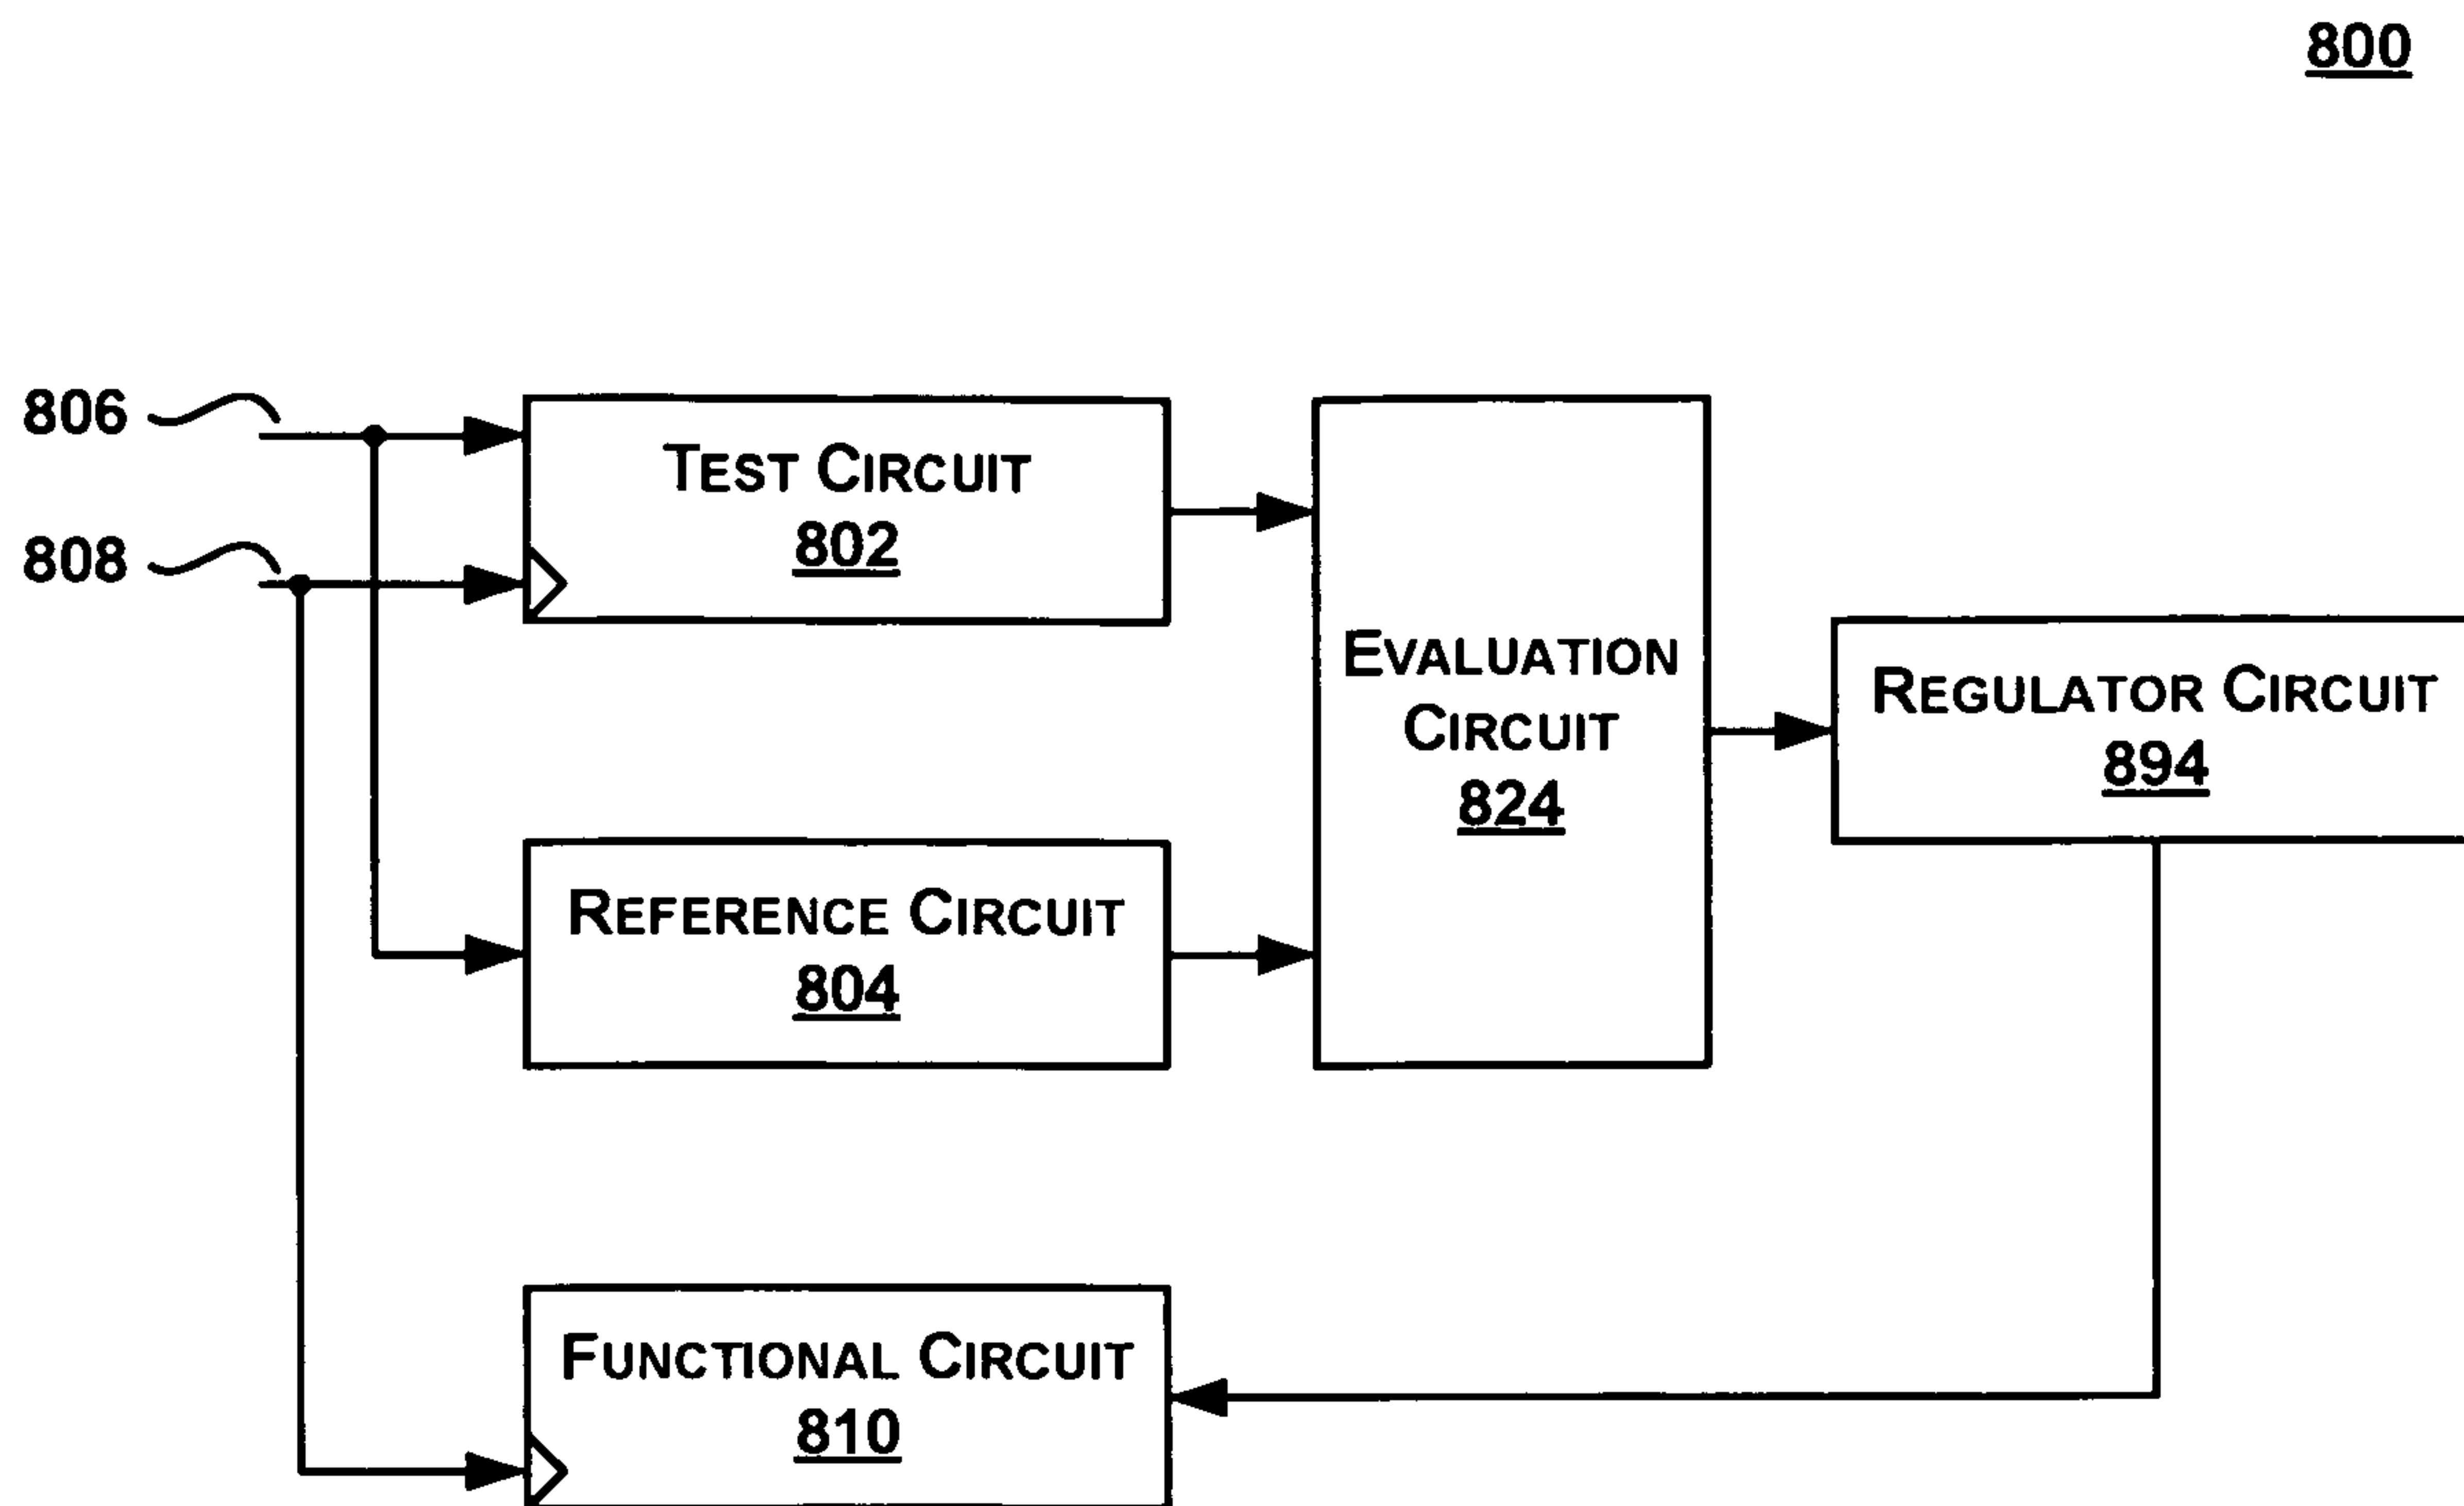 800
806
TEST CIRCUIT
802
808
EVALUATION
CIRCUIT
824
REGULATOR CIRCUIT
894
REFERENCE CIRCUIT
804
FUNCTIONAL CIRCUIT
810